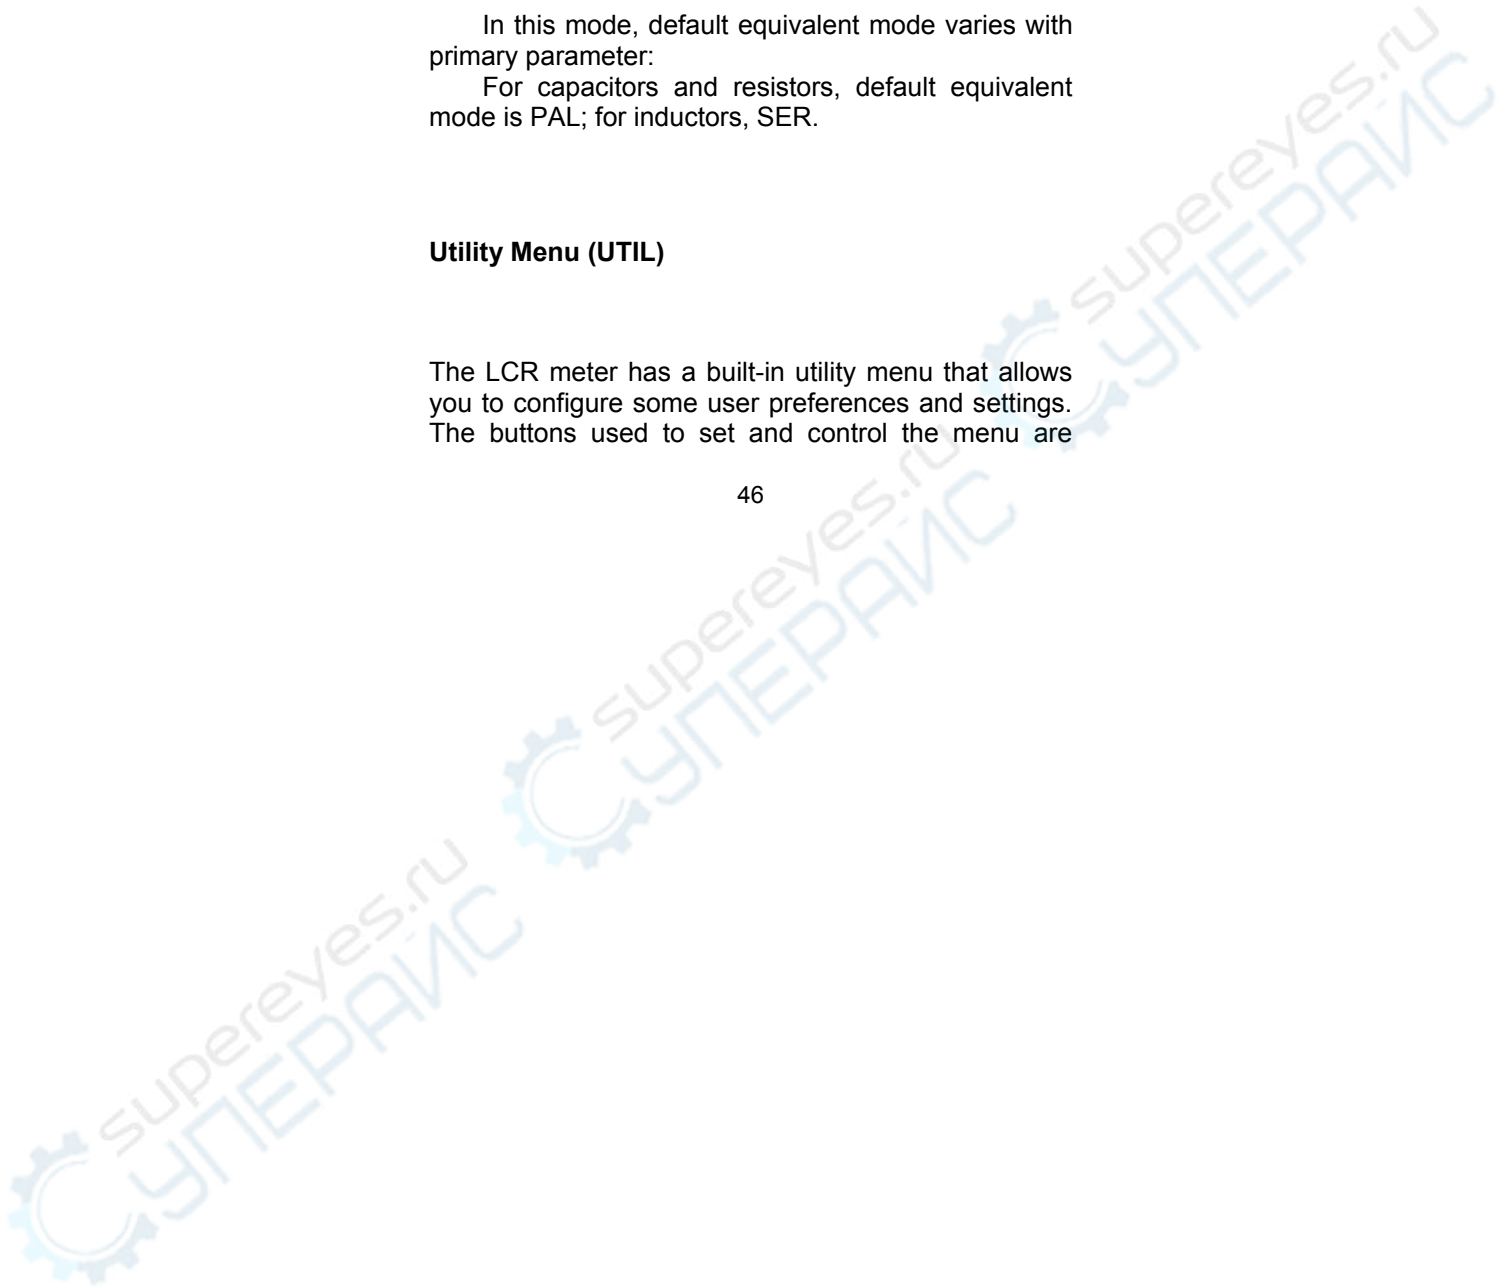 In this mode, default equivalent mode varies with
primary parameter:
For capacitors and resistors, default equivalent
mode is PAL; for inductors, SER.
Utility Menu (UTIL)
The LCR meter has a built-in utility menu that allows
you to configure some user preferences and settings.
The buttons used to set and control the menu are
46
supereyes.ru
СУПЕРАЙС
supereyes.ru
СУПЕРАЙС
supereyes.ru
СУПЕРАЙС